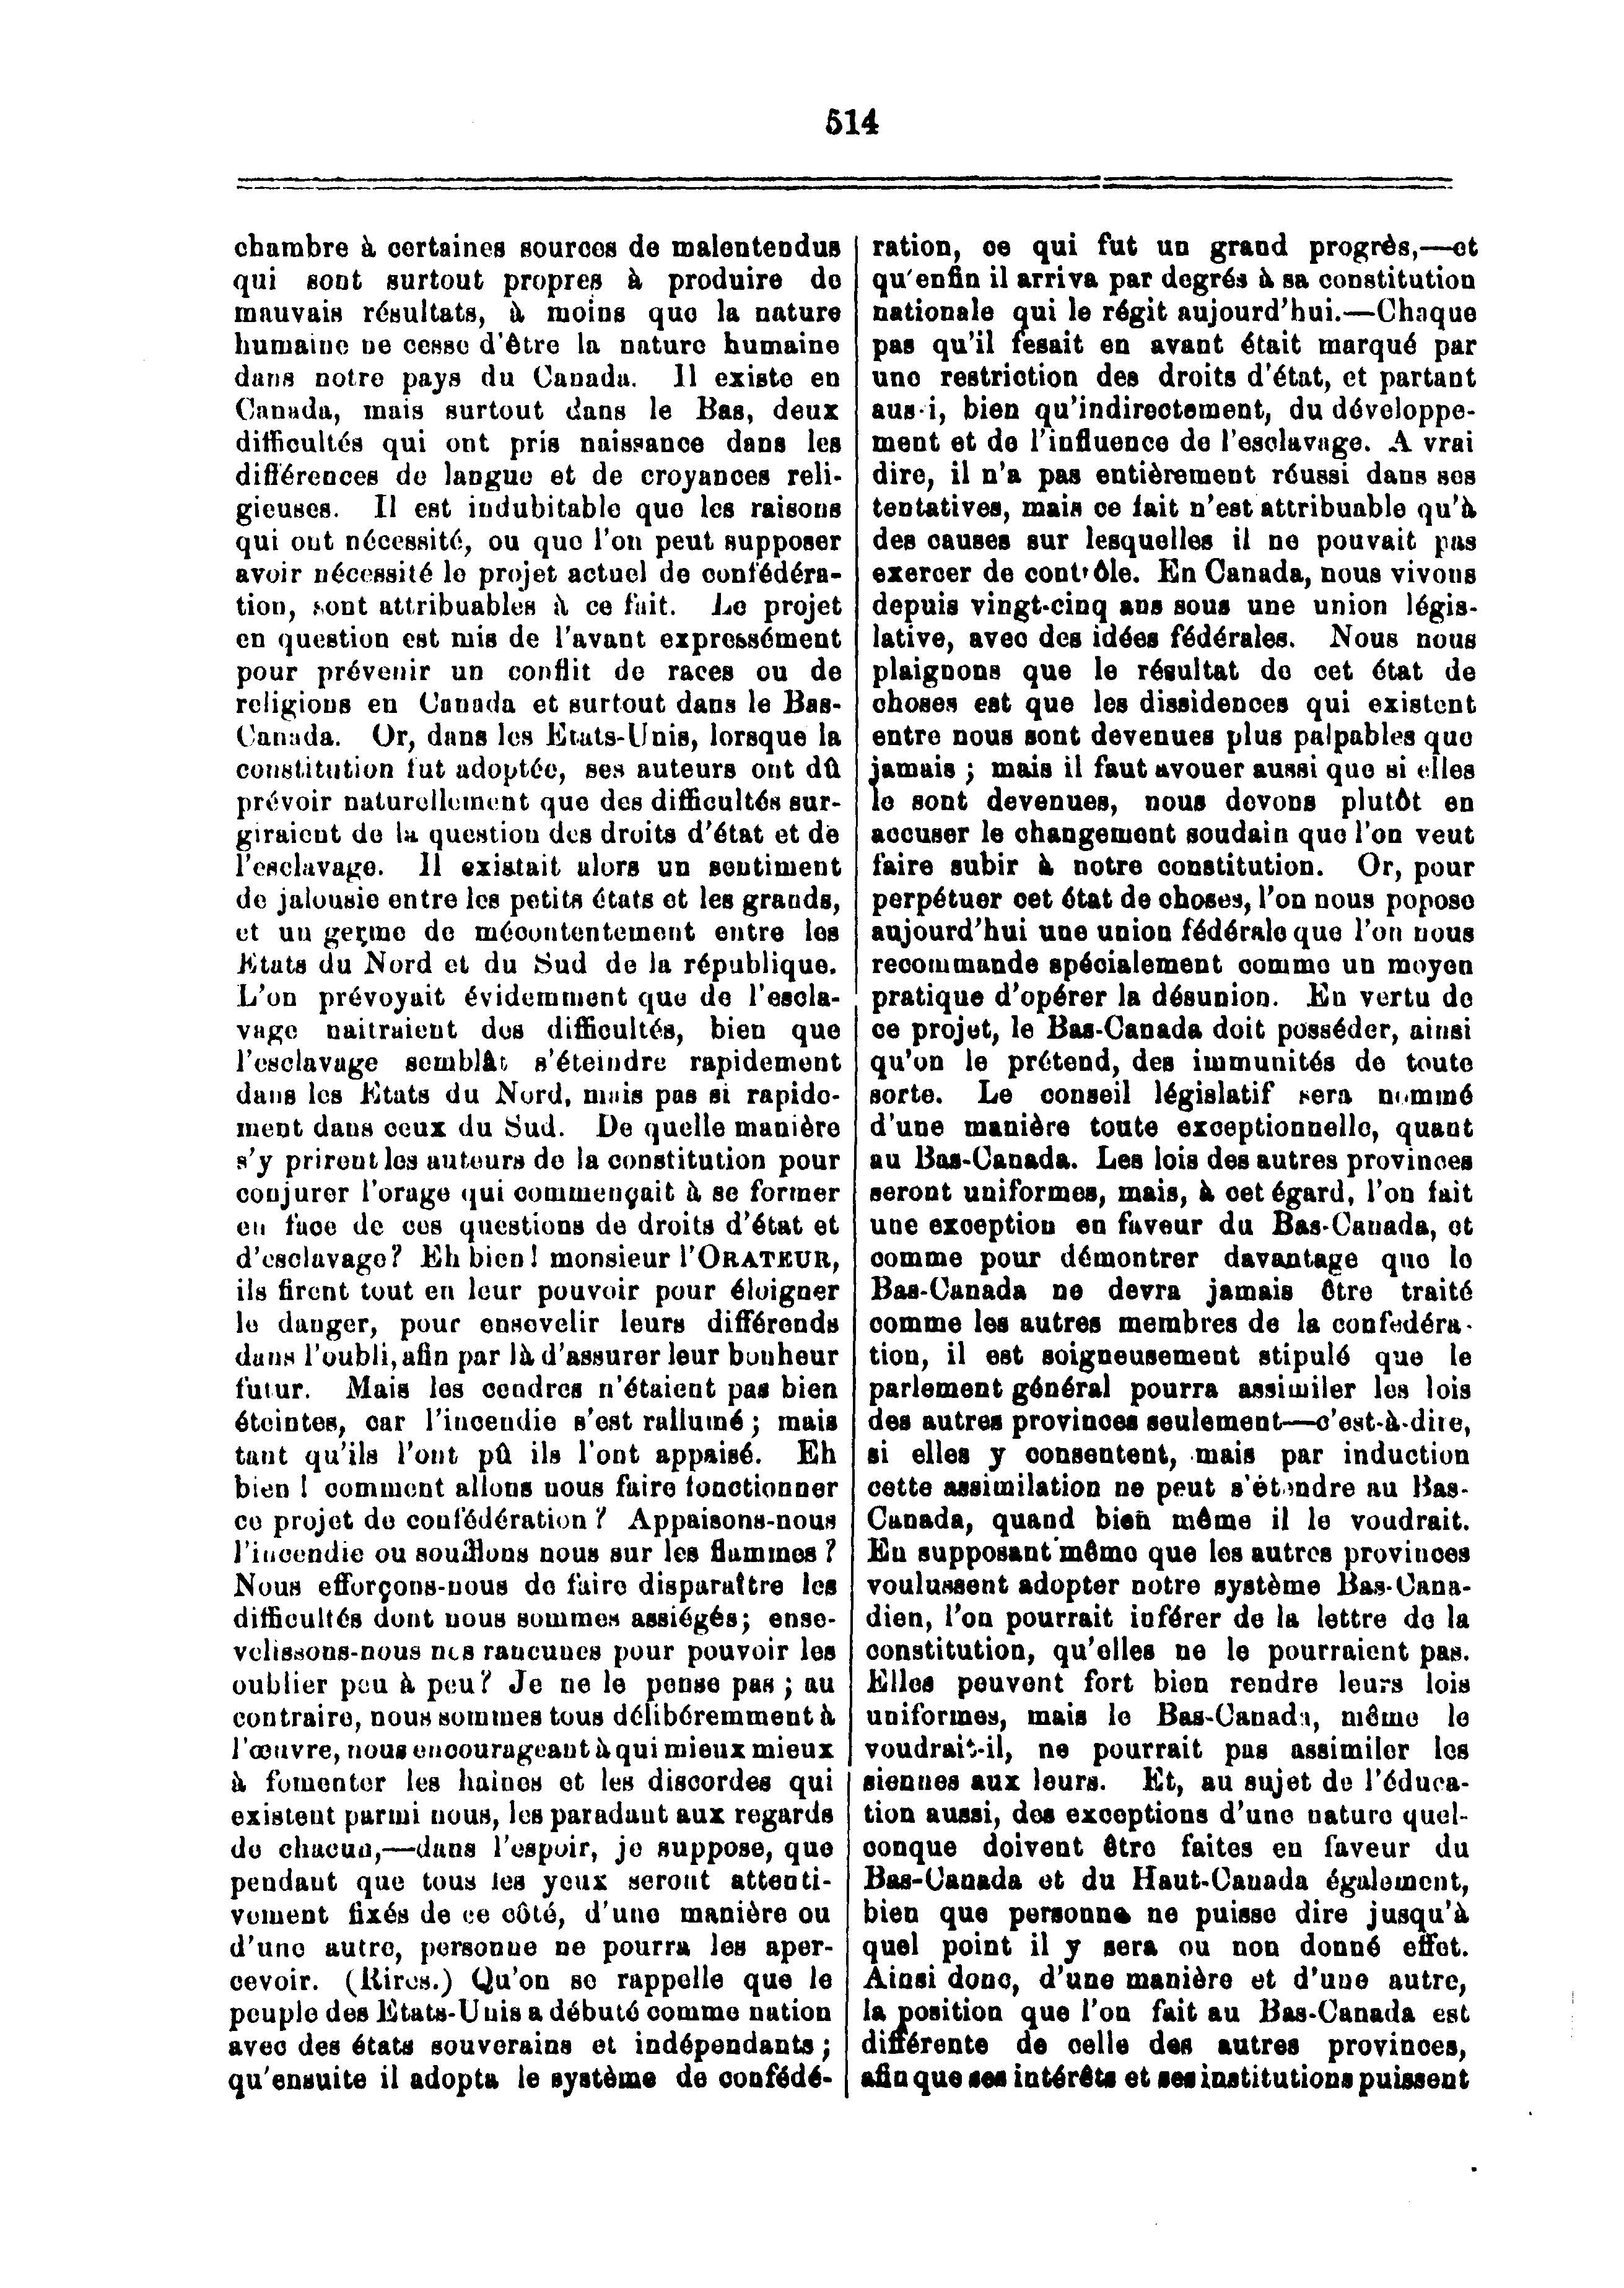 514
chambre à certaines sources de malentendus
qui sont surtout propres à produire de
mauvais résultats, à moins que la nature
humaine ne cesse d'être la nature humaine
dans notre pays du Canada. Il existe en
Canada, mais surtout dans le Bas, deux
difficultés qui ont pris naissance dans les
différences de langue et de croyances reli-
gieuses. Il est indubitable que les raisons
qui ont nécessité, ou que l'on peut supposer
avoir nécessité le projet actuel de confédéra-
tion, sont attribuables à ce fait. Le projet
en question est mis de l'avant expressément
pour prévenir un conflit de races ou de
religions en Canada et surtout dans le Bas-
Canada. Or, dans les Etats-Unis, lorsque la
constitution fut adoptée, ses auteurs ont dû
prévoir naturellement que des difficultés sur-
giraient de la question des droits d'état et de
l'esclavage. Il existait alors un sentiment
de jalousie entre les petits états et les grands,
et un germe de mécontentement entre les
Etats du Nord et du Sud de la république.
L'on prévoyait évidemment que de l'escla-
vage naitraient des difficultés, bien que
l'esclavage semblât s'éteindre rapidement
dans les Etats du Nord, mais pas si rapide-
ment dans ceux du Sud. De quelle manière
s'y prirent les auteurs de la constitution pour
conjurer l'orage qui commençait à se former
en face de ces questions de droits d'état et
d'esclavage? Eh bien! monsieur l'ORATEUR,
ils firent tout en leur pouvoir pour éloigner
le danger, pour ensevelir leurs différends
dans l'oubli, afin par là d'assurer leur bonheur
futur. Mais les cendres n'étaient pas bien
éteintes, car l'incendie s'est rallumé; mais
tant qu'ils l'ont pû ils l'ont appaisé. Eh
bien! comment allons nous faire fonctionner
ce projet de confédération? Appaisons-nous
l'incendie ou soufflons nous sur les flammes?
Nous efforçons-nous de faire disparaître les
difficultés dont nous sommes assiégés; ense-
velissons-nous nos rancunes pour pouvoir les
oublier peu à peu? Je ne le pense pas; au
contraire, nous sommes tous délibéremment à
l'œuvre, nous encourageant à qui mieux mieux
à fomenter les haines et les discordes qui
existent parmi nous, les paradant aux regards
de chacun,—dans l'espoir, je suppose, que
pendant que tous les yeux seront attenti-
vement fixés de ce côté, d'une manière ou
d'une autre, personne ne pourra les aper-
cevoir. (Rires.) Qu'on se rappelle que le
peuple des Etats-Unis a débuté comme nation
avec des états souverains et indépendants;
qu'ensuite il adopta le système de confédé-
ration, ce qui fut un grand progrès,—et
qu'enfin il arriva par degrés à sa constitution
nationale qui le régit aujourd'hui.—Chaque
pas qu'il fesait en avant était marqué par
une restriction des droits d'état, et partant
aussi, bien qu'indirectement, du développe-
ment et de l'influence de l'esclavage. A vrai
dire, il n'a pas entièrement réussi dans ses
tentatives, mais ce fait n'est attribuable qu'à
des causes sur lesquelles il ne pouvait pas
exercer de contrôle. En Canada, nous vivons
depuis vingt-cinq ans sous une union légis-
lative, avec des idées fédérales. Nous nous
plaignons que le résultat de cet état de
choses est que les dissidences qui existent
entre nous sont devenues plus palpables que
jamais; mais il faut avouer aussi que si elles
le sont devenues, nous devons plutôt en
accuser le changement soudain que l'on veut
faire subir à notre constitution. Or, pour
perpétuer cet état de choses, l'on nous popose
aujourd'hui une union fédérale que l'on nous
recommande spécialement comme un moyen
pratique d'opérer la désunion. En vertu de
ce projet, le Bas-Canada doit posséder, ainsi
qu'on le prétend, des immunités de toute
sorte. Le conseil législatif sera nommé
d'une manière toute exceptionnelle, quant
au Bas-Canada. Les lois des autres provinces
seront uniformes, mais, à cet égard, l'on fait
une exception en faveur du Bas-Canada, et
comme pour démontrer davantage que le
Bas-Canada ne devra jamais être traité
comme les autres membres de la confédéra-
tion, il est soigneusement stipulé que le
parlement général pourra assimiler les lois
des autres provinces seulement—c'est-à-dire,
si elles y consentent, mais par induction
cette assimilation ne peut s'étendre au Bas-
Canada, quand bien même il le voudrait.
En supposant même que les autres provinces
voulussent adopter notre système Bas-Cana-
dien, l'on pourrait inférer de la lettre de la
constitution, qu'elles ne le pourraient pas.
Elles peuvent fort bien rendre leurs lois
uniformes, mais le Bas-Canada, même le
voudrait-il, ne pourrait pas assimiler les
siennes aux leurs. Et, au sujet de l'éduca-
tion aussi, des exceptions d'une nature quel-
conque doivent être faites en faveur du
Bas-Canada et du Haut-Canada également,
bien que personne ne puisse dire jusqu'à
quel point il y sera ou non donné effet.
Ainsi donc, d'une manière et d'une autre,
la position que l'on fait au Bas-Canada est
différente de celle des autres provinces,
afin que ses intérêts et ses institutions puissent